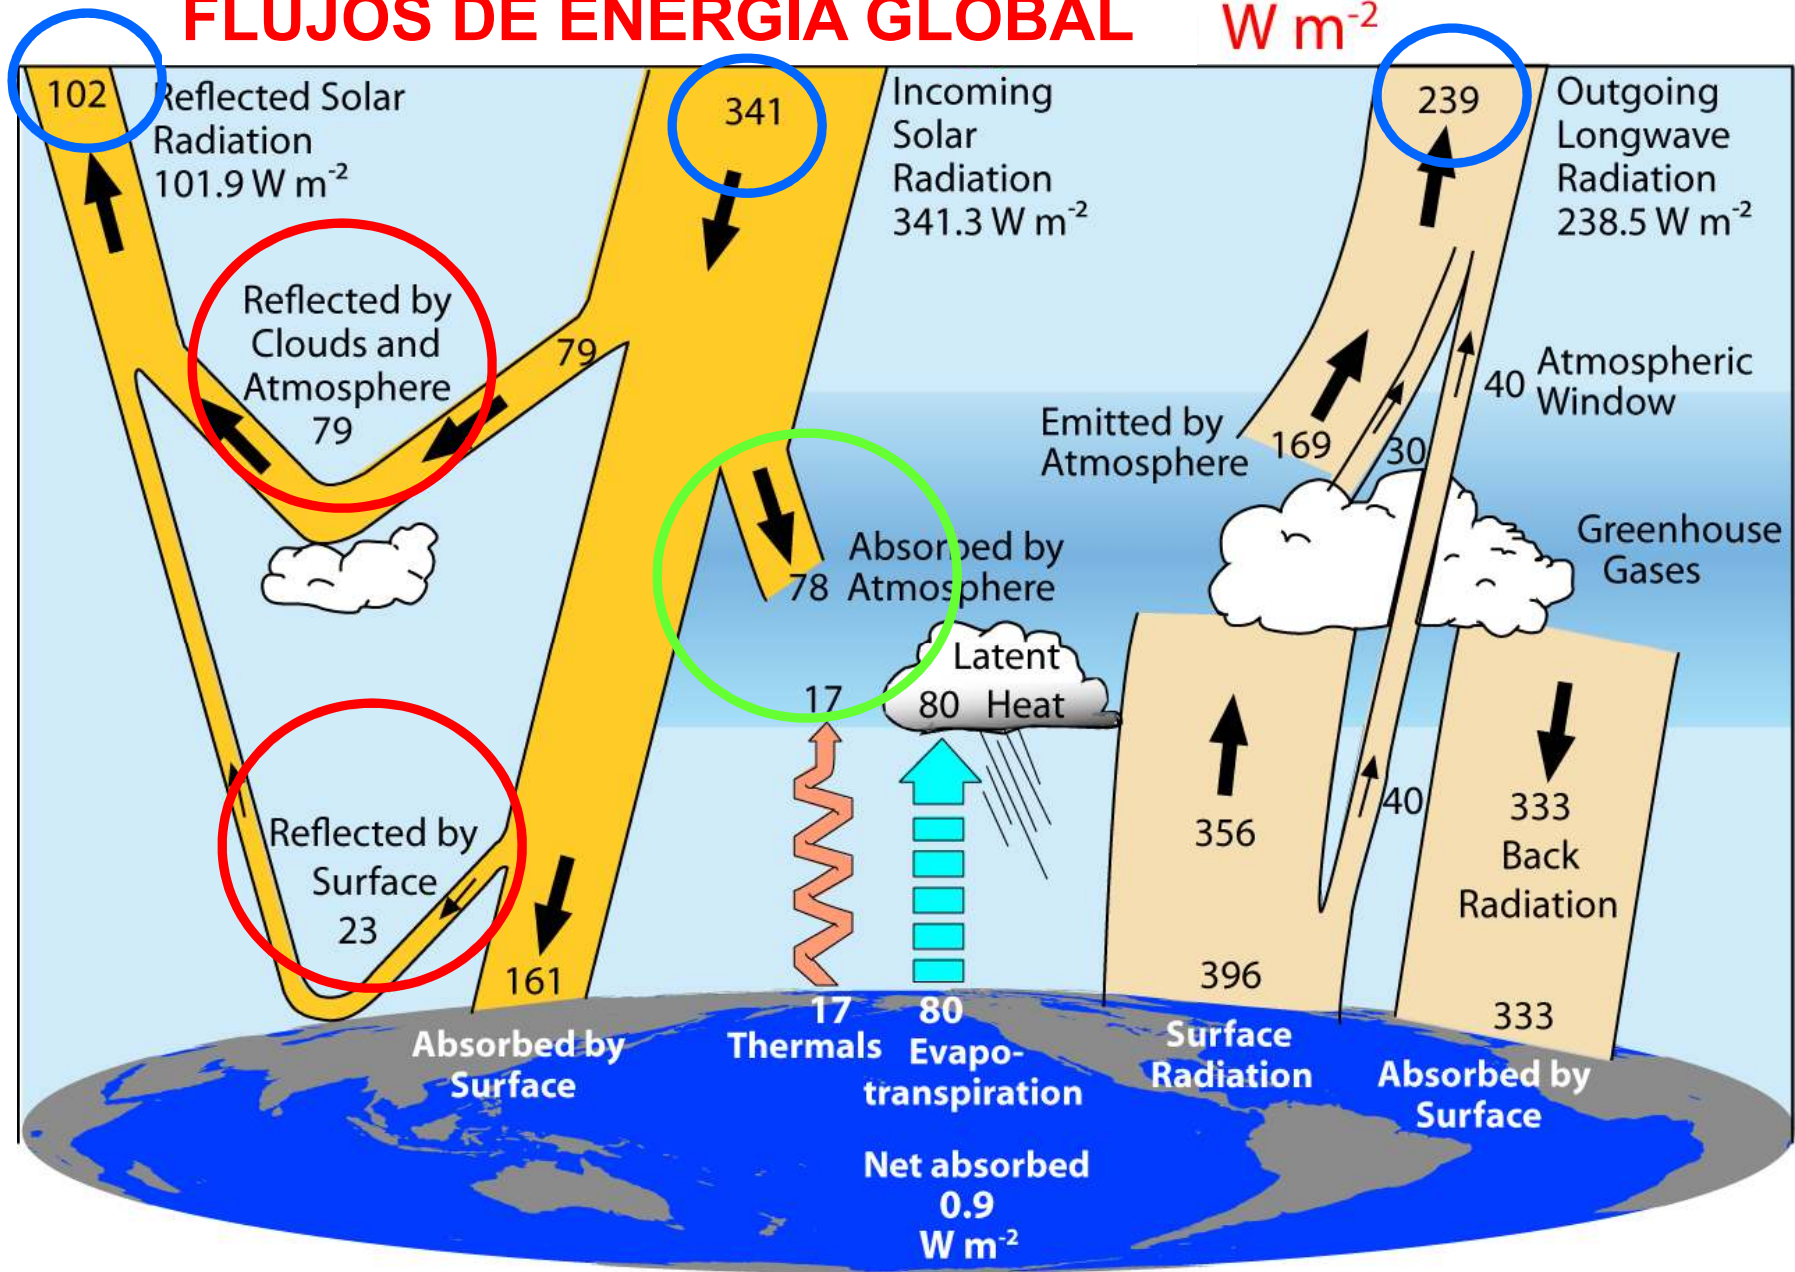 FLUJOS DE ENERGIA GLOBAL
W m-2
102
Reflected Solar
Radiation
101.9 W m-2
341
Incoming
Solar
Radiation
341.3 W m-2
239
Outgoing
Longwave
Radiation
238.5 W m-2
Reflected by
Clouds and
Atmosphere
79
79
Emitted by
Atmosphere
169
30
40
Atmospheric
Window
Greenhouse
Gases
Absorbed by
78 Atmosphere
Latent
80 Heat
17
Reflected by
Surface
23
161
Absorbed by
Surface
17
Thermals
80
Evapo-
transpiration
356
40
396
Surface
Radiation
333
Back
Radiation
333
Absorbed by
Surface
Net absorbed
0.9
W m-2